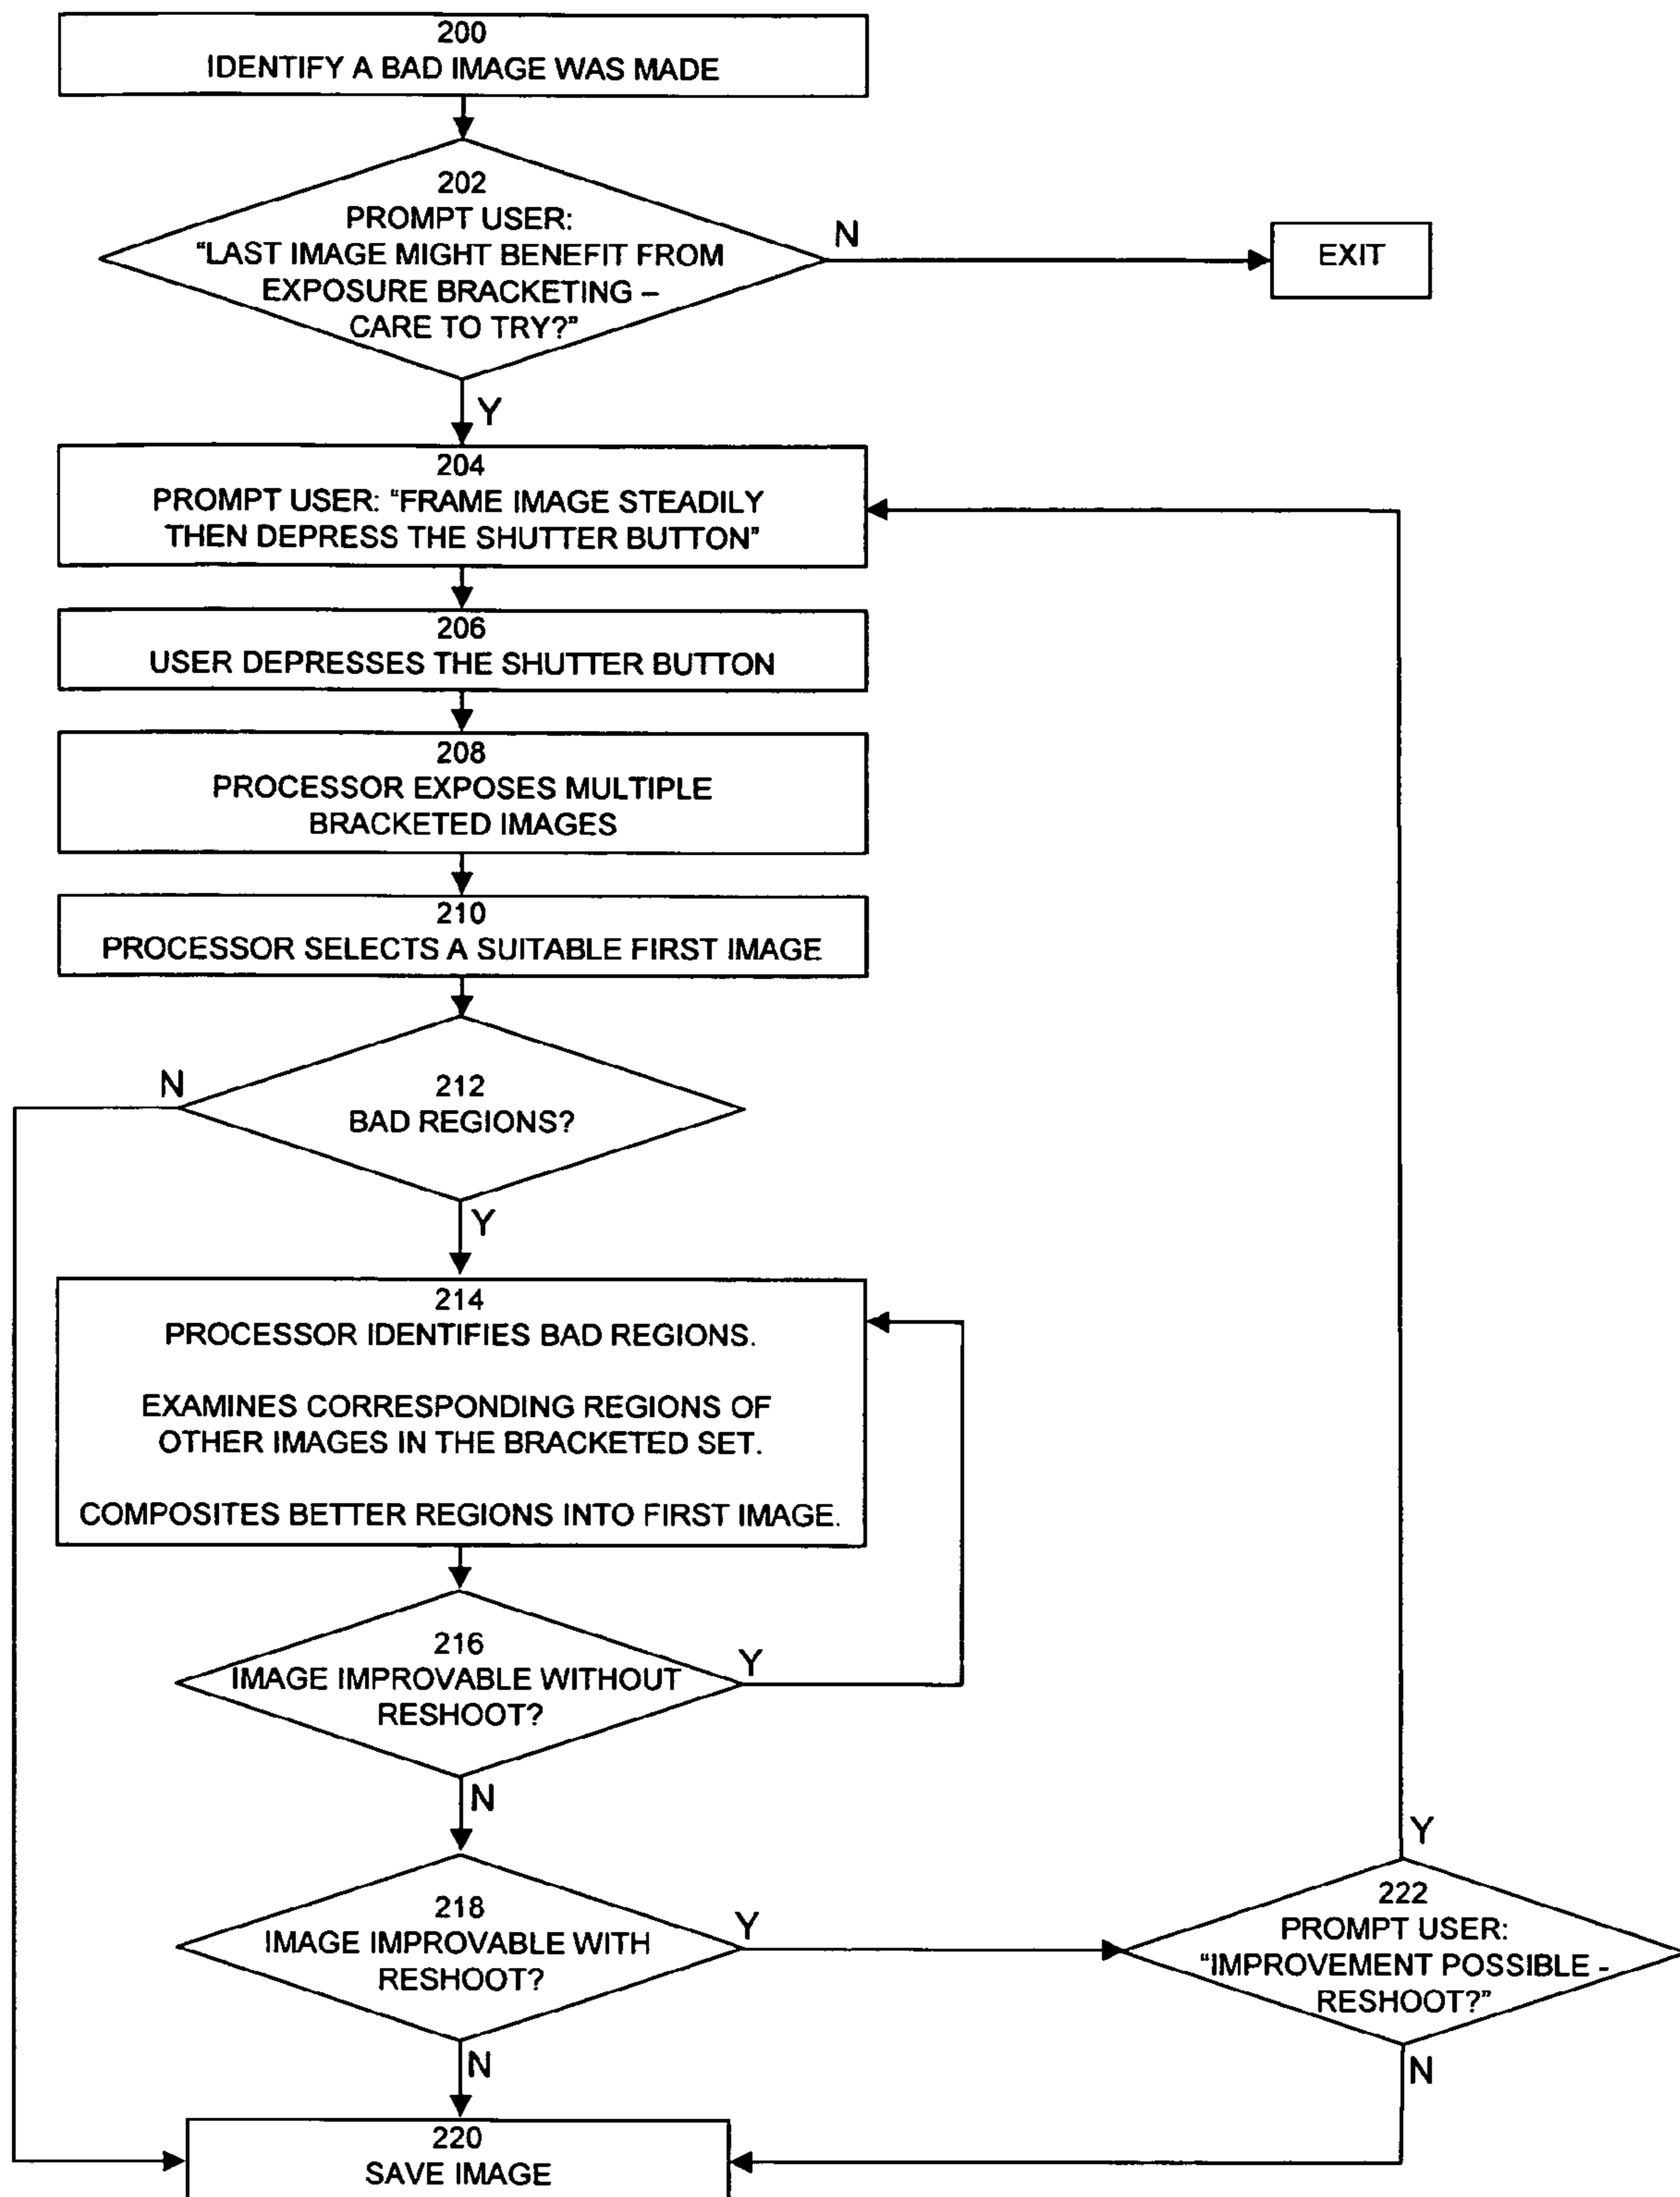 200
IDENTIFY A BAD IMAGE WAS MADE
202
PROMPT USER:
“LAST IMAGE MIGHT BENEFIT FROM
EXPOSURE BRACKETING –
CARE TO TRY?”
N
EXIT
Y
204
PROMPT USER: “FRAME IMAGE STEADILY
THEN DEPRESS THE SHUTTER BUTTON”
206
USER DEPRESSES THE SHUTTER BUTTON
208
PROCESSOR EXPOSES MULTIPLE
BRACKETED IMAGES
210
PROCESSOR SELECTS A SUITABLE FIRST IMAGE
N
212
BAD REGIONS?
Y
214
PROCESSOR IDENTIFIES BAD REGIONS.
EXAMINES CORRESPONDING REGIONS OF
OTHER IMAGES IN THE BRACKETED SET.
COMPOSITES BETTER REGIONS INTO FIRST IMAGE.
216
IMAGE IMPROVABLE WITHOUT
RESHOOT?
Y
N
218
IMAGE IMPROVABLE WITH
RESHOOT?
Y
Y
222
PROMPT USER:
“IMPROVEMENT POSSIBLE -
RESHOOT?”
N
N
220
SAVE IMAGE